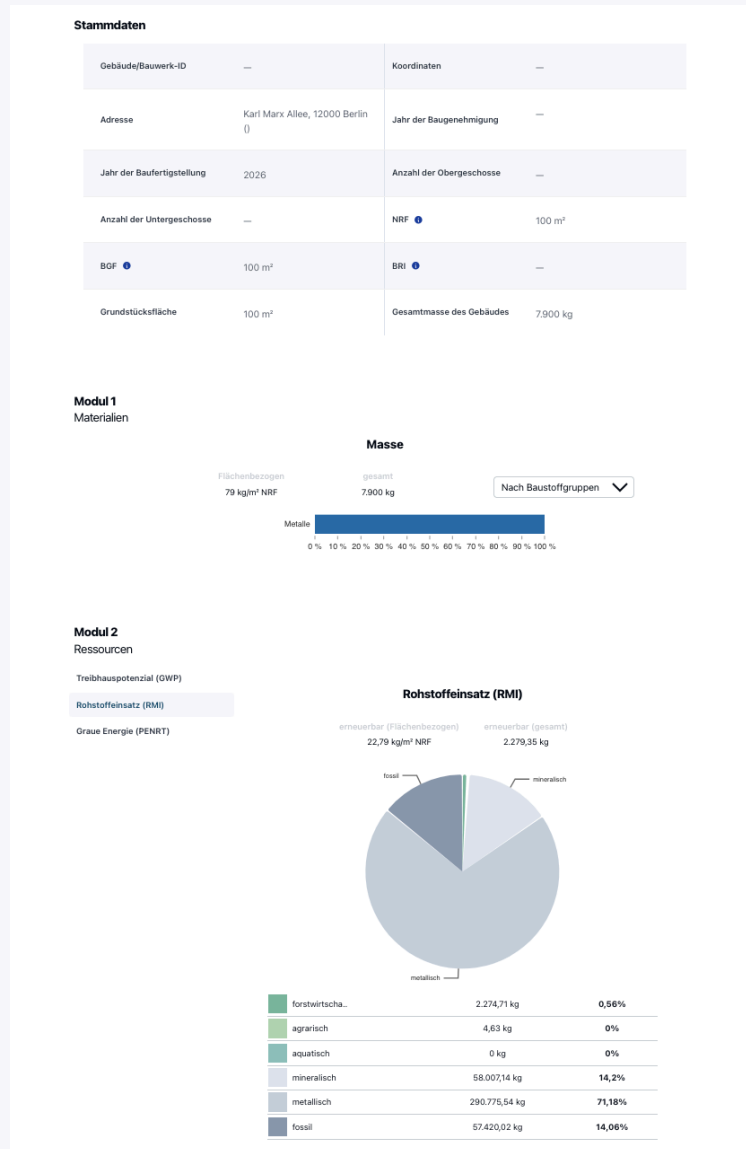 Stammdaten
Gebäude/Bauwerk-ID — Koordinaten —
Adresse Karl Marx Allee, 12000 Berlin Jahr der Baugenehmigung —
()
Jahr der Baufertigstellung 2026 Anzahl der Obergeschosse —
Anzahl der Untergeschosse — NRF i 100 m²
BGF i 100 m² BRI i —
Grundstücksfläche 100 m² Gesamtmasse des Gebäudes 7.900 kg
Modul 1
Materialien
Masse
Flächenbezogen gesamt
79 kg/m² NRF 7.900 kg Nach Baustoffgruppen
Metalle
0 % 10 % 20 % 30 % 40 % 50 % 60 % 70 % 80 % 90 % 100 %
Modul 2
Ressourcen
Treibhauspotenzial (GWP)
Rohstoffeinsatz (RMI)
Graue Energie (PENRT)
Rohstoffeinsatz (RMI)
erneuerbar (Flächenbezogen) erneuerbar (gesamt)
22,79 kg/m² NRF 2.279,35 kg
fossil mineralisch
metallisch
forstwirtscha.. 2.274,71 kg 0,56%
agrarisch 4,63 kg 0%
aquatisch 0 kg 0%
mineralisch 58.007,14 kg 14,2%
metallisch 290.775,54 kg 71,18%
fossil 57.420,02 kg 14,06%